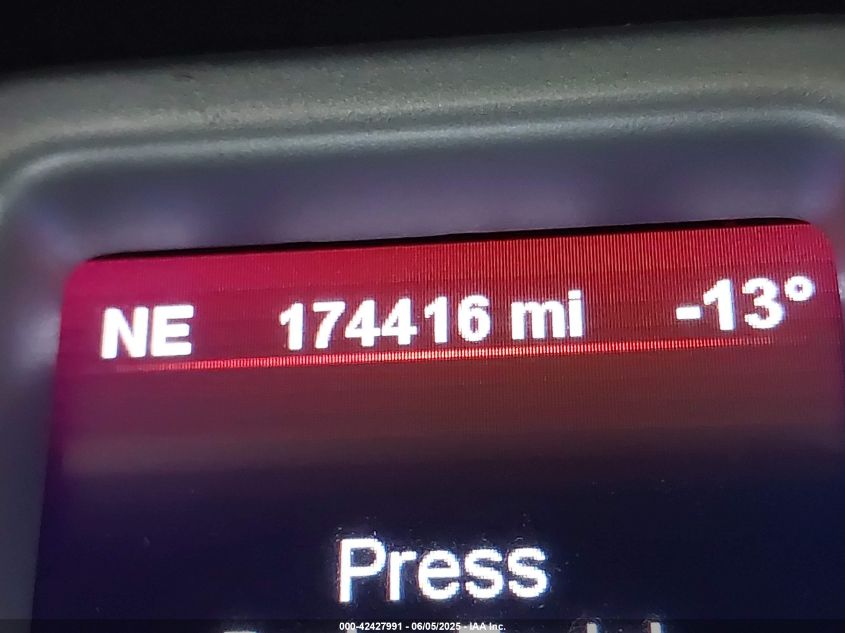 NE 174416 mi -13°
Press
000-42427991 - 06/05/2025 - IAA Inc.